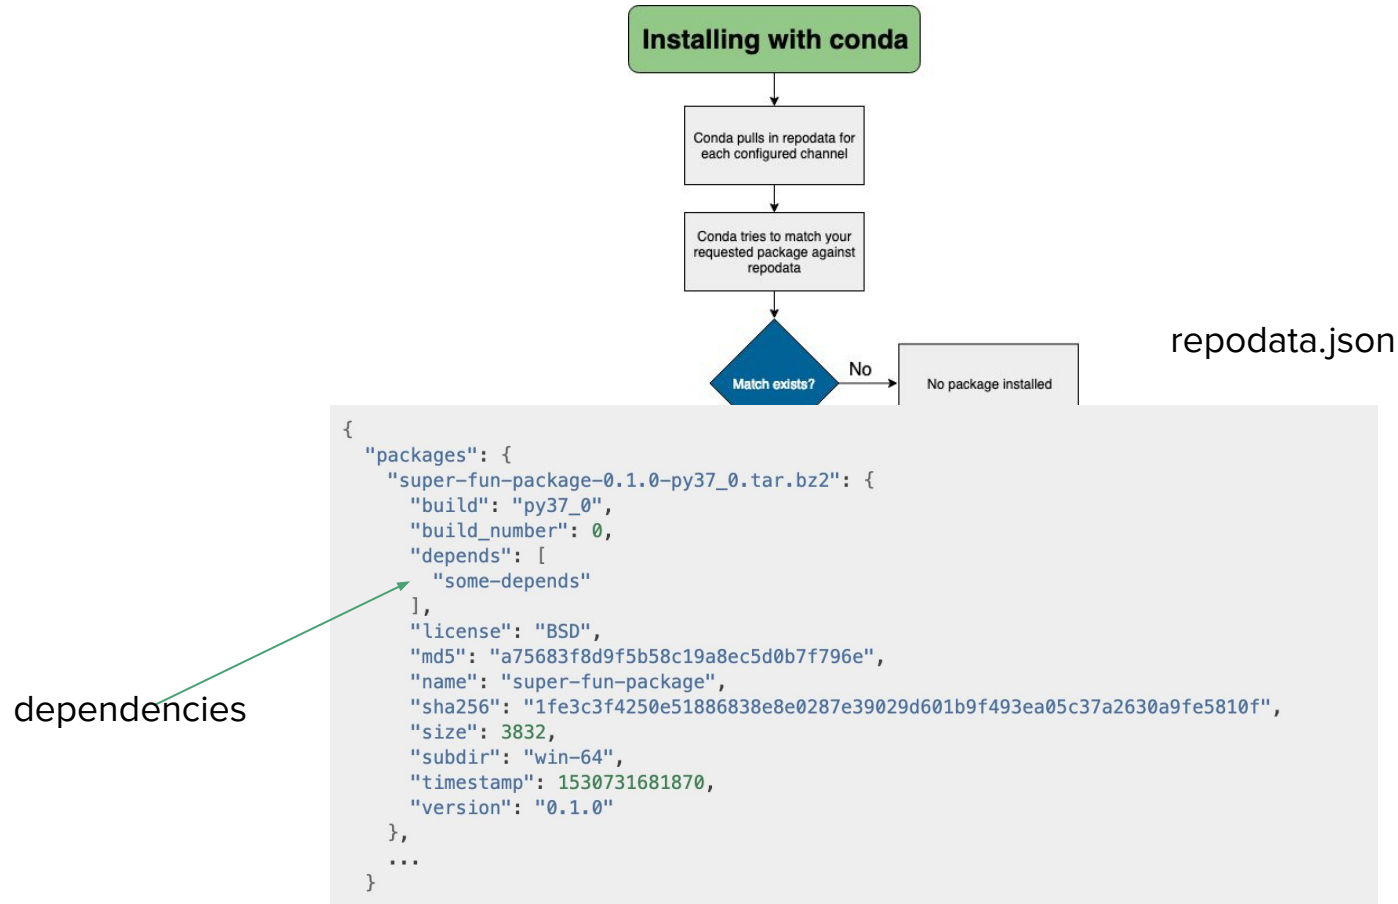 Installing with conda
Conda pulls in repodata for
each configured channel
Conda tries to match your
requested package against
repodata
repodata.json
Match exists?
No
No package installed
{
"packages": {
"super-fun-package-0.1.0-py37_0.tar.bz2": {
"build": "py37_0",
"build_number": 0,
"depends": [
"some-depends"
],
"license": "BSD",
"md5": "a75683f8d9f5b58c19a8ec5d0b7f796e",
"name": "super-fun-package",
"sha256": "1fe3c3f4250e51886838e8e0287e39029d601b9f493ea05c37a2630a9fe5810f",
"size": 3832,
"subdir": "win-64",
"timestamp": 1530731681870,
"version": "0.1.0"
},
...
}
dependencies